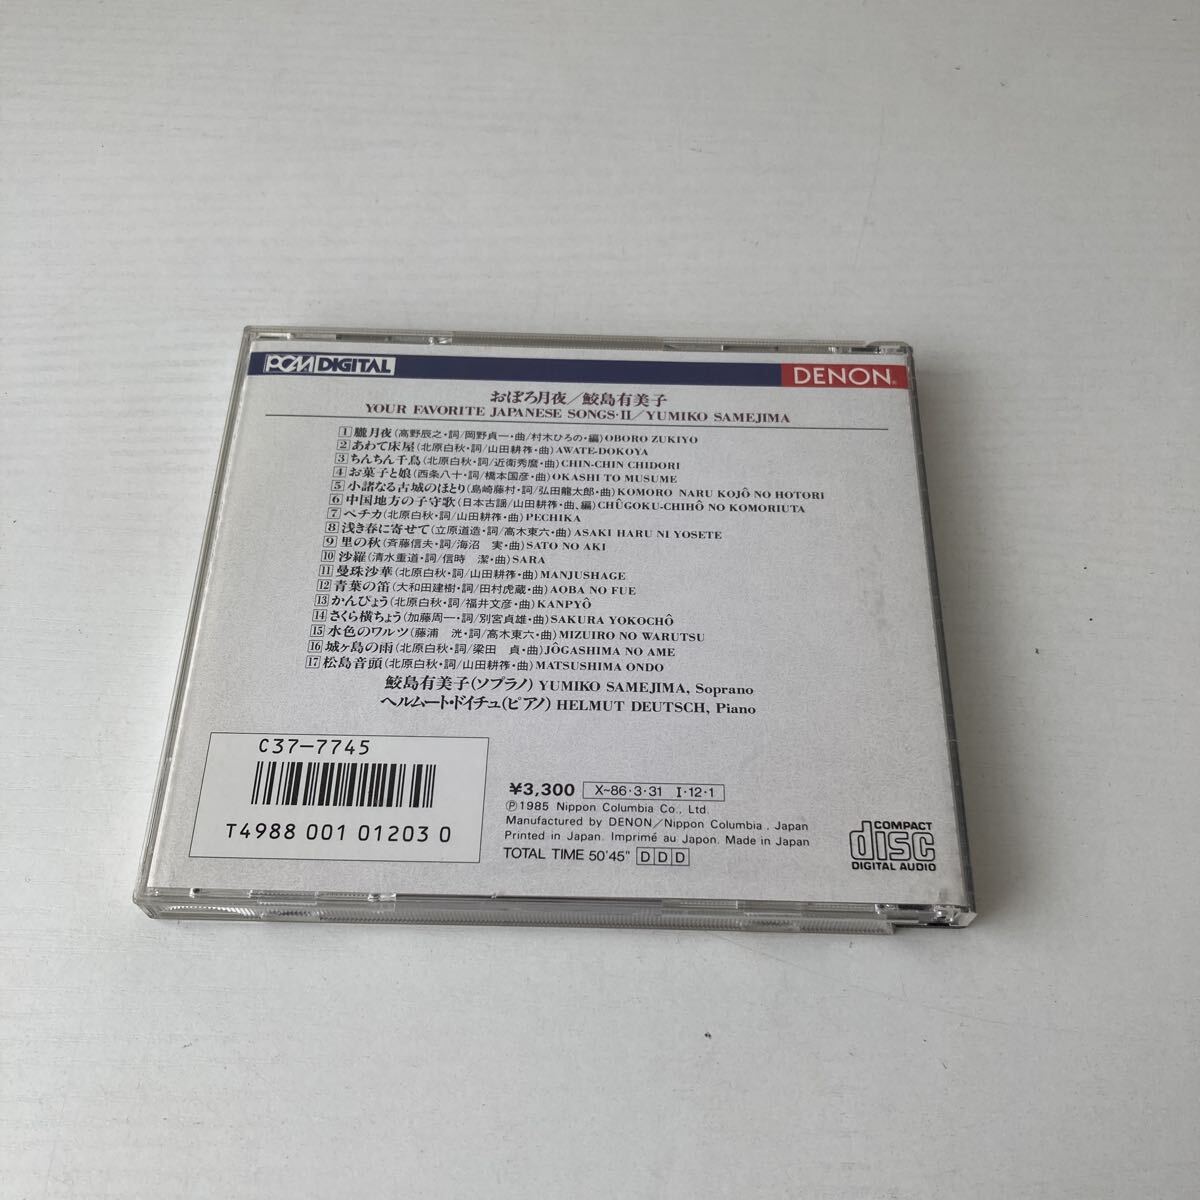 PCM DIGITAL
DENON
おぼろ月夜／鮫島有美子
YOUR FAVORITE JAPANESE SONGS·II／YUMIKO SAMEJIMA
1 朧月夜(高野辰之・詞/岡野貞一・曲/村木ひろの・編) OBORO ZUKIYO
2 あわて床屋(北原白秋・詞/山田耕筰・曲) AWATE-DOKOYA
3 ちんちん千鳥(北原白秋・詞/近衛秀麿・曲) CHIN-CHIN CHIDORI
4 お菓子と娘(西条八十・詞/橋本国彦・曲) OKASHI TO MUSUME
5 小諸なる古城のほとり(島崎藤村・詞/弘田龍太郎・曲) KOMORO NARU KOJÔ NO HOTORI
6 中国地方の子守歌(日本古謡/山田耕筰・曲、編) CHÛGOKU-CHIHÔ NO KOMORIUTA
7 ペチカ(北原白秋・詞/山田耕筰・曲) PECHIKA
8 浅き春に寄せて(立原道造・詞/高木東六・曲) ASAKI HARU NI YOSETE
9 里の秋(斉藤信夫・詞/海沼 実・曲) SATO NO AKI
10 沙羅(清水重道・詞/信時 潔・曲) SARA
11 曼珠沙華(北原白秋・詞/山田耕筰・曲) MANJUSHAGE
12 青葉の笛(大和田建樹・詞/田村虎蔵・曲) AOBA NO FUE
13 かんぴょう(北原白秋・詞/福井文彦・曲) KANPYÔ
14 さくら横ちょう(加藤周一・詞/別宮貞雄・曲) SAKURA YOKOCHÔ
15 水色のワルツ(藤浦 洸・詞/高木東六・曲) MIZUIRO NO WARUTSU
16 城ヶ島の雨(北原白秋・詞/梁田 貞・曲) JÔGASHIMA NO AME
17 松島音頭(北原白秋・詞/山田耕筰・曲) MATSUSHIMA ONDO
鮫島有美子(ソプラノ) YUMIKO SAMEJIMA, Soprano
ヘルムート・ドイチュ(ピアノ) HELMUT DEUTSCH, Piano
C37-7745
T4988 001 01203 0
¥3,300 X~86・3・31 I・12・1
Ⓟ1985 Nippon Columbia Co., Ltd.
Manufactured by DENON／Nippon Columbia, Japan
Printed in Japan. Imprimé au Japon. Made in Japan
TOTAL TIME 50'45" D D D
COMPACT
disc
DIGITAL AUDIO